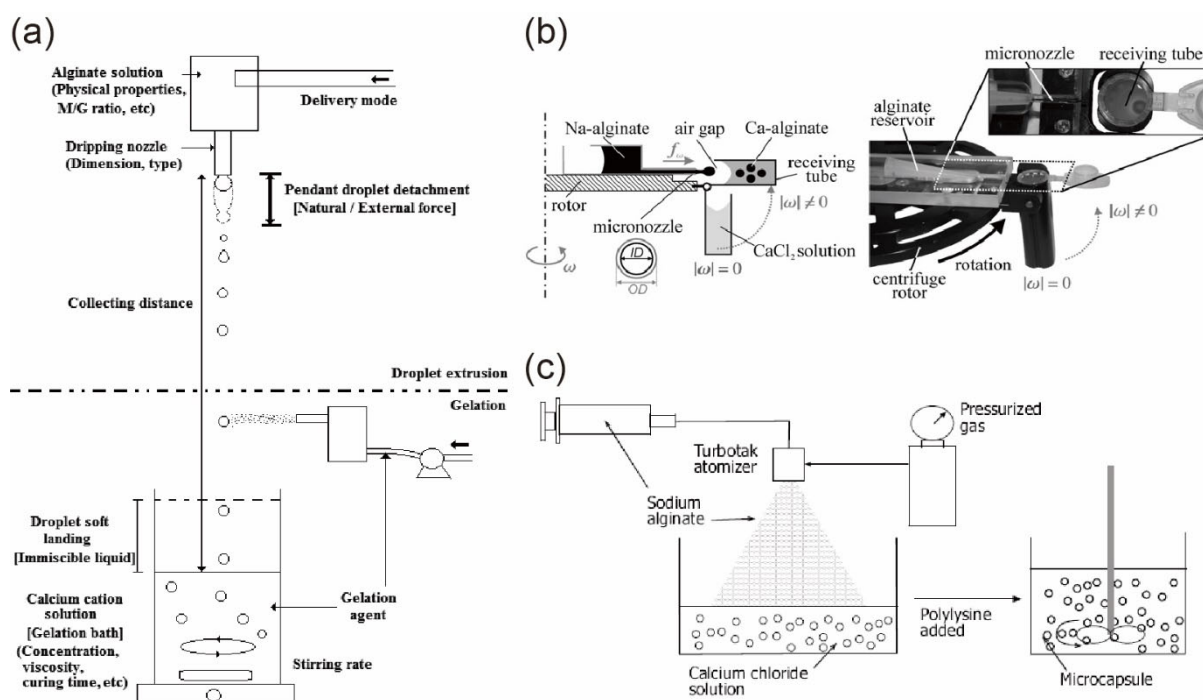 (a)
Alginate solution
(Physical properties,
M/G ratio, etc)
Delivery mode
Dripping nozzle
(Dimension, type)
Pendant droplet detachment
[Natural / External force]
Collecting distance
Droplet extrusion
Gelation
Droplet soft
landing
[Immiscible liquid]
Calcium cation
solution
[Gelation bath]
(Concentration,
viscosity,
curing time, etc)
Gelation
agent
Stirring rate
(b)
Na-alginate
air gap
Ca-alginate
fω
receiving
tube
rotor
|ω| ≠ 0
micronozzle
ID
OD
CaCl2 solution
|ω| = 0
ω
micronozzle
receiving tube
alginate
reservoir
|ω| ≠ 0
rotation
centrifuge
rotor
|ω| = 0
(c)
Pressurized
gas
Turbotak
atomizer
Sodium
alginate
Polylysine
added
Calcium chloride
solution
Microcapsule